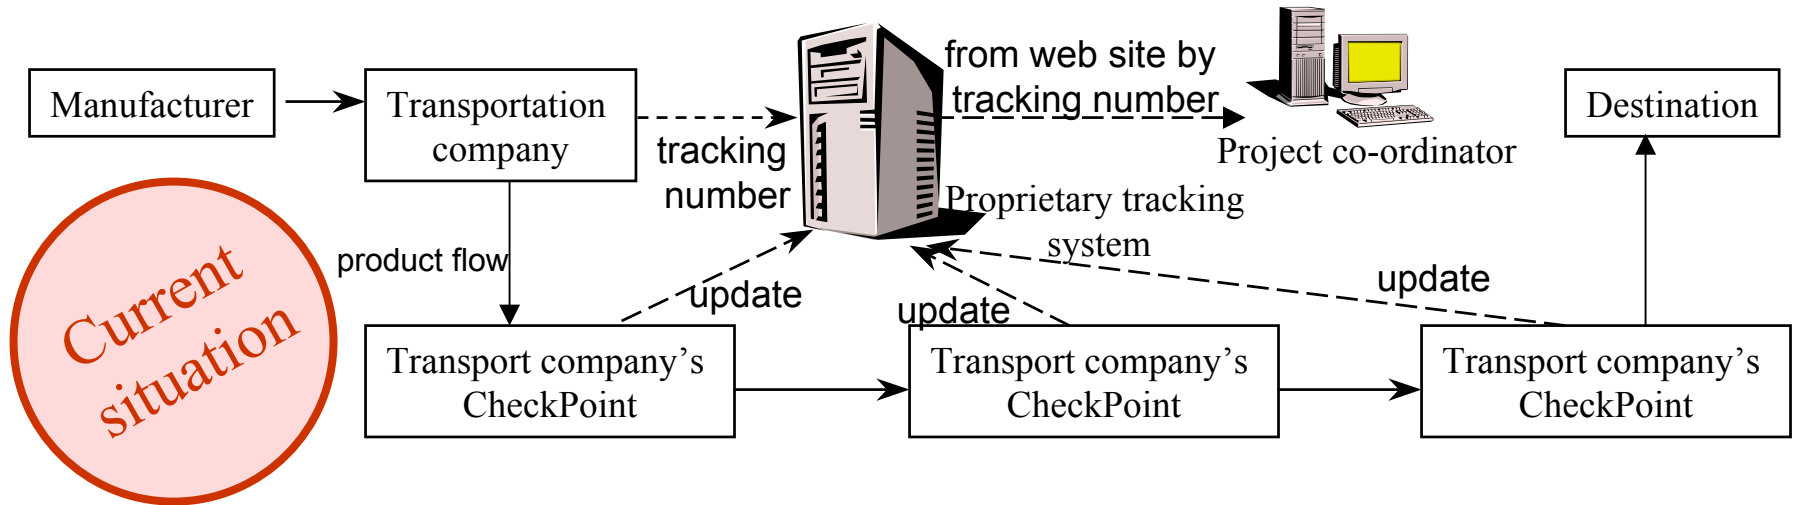 Manufacturer
Transportation
company
tracking
number
from web site by
tracking number
Project co-ordinator
Destination
Proprietary tracking
system
product flow
update
update
update
Current
situation
Transport company’s
CheckPoint
Transport company’s
CheckPoint
Transport company’s
CheckPoint